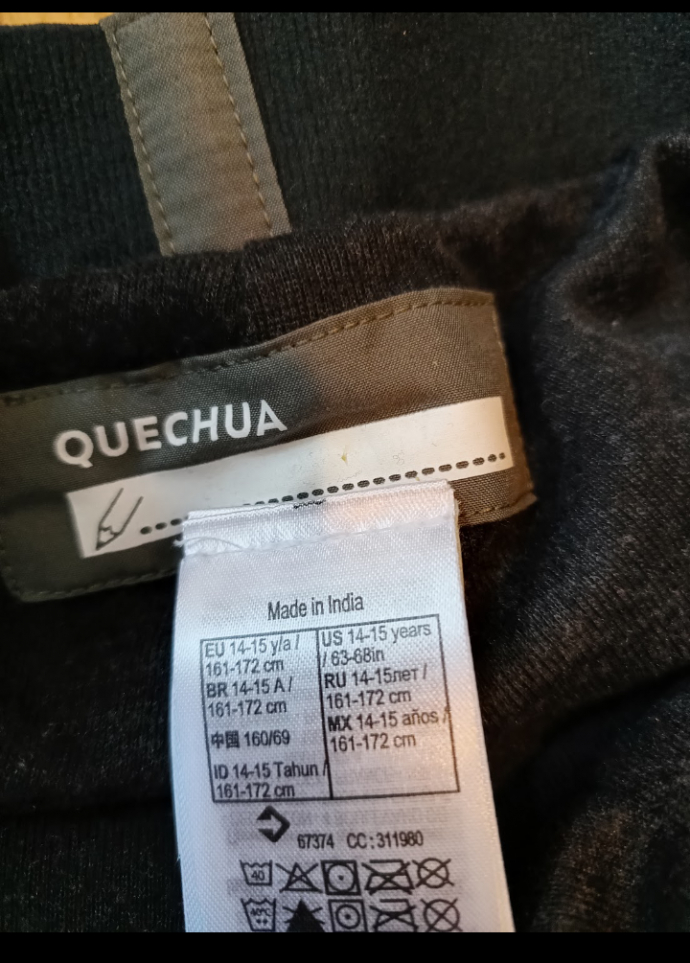 QUECHUA
Made in India
EU 14-15 y/a /
161-172 cm
BR 14-15 A /
161-172 cm
中国 160/69
ID 14-15 Tahun /
161-172 cm
US 14-15 years
/ 63-68in
RU 14-15лет /
161-172 cm
MX 14-15 años /
161-172 cm
67374 CC:311980
40
40°C